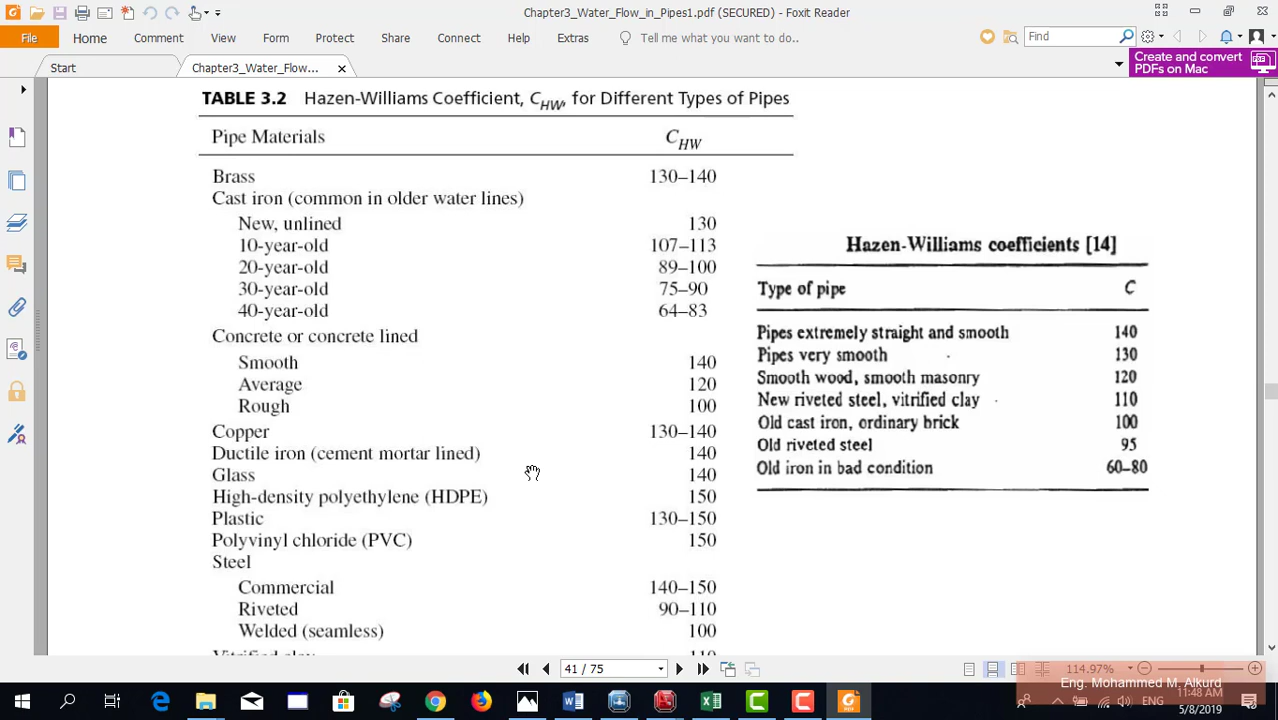 Chapter3_Water_Flow_in_Pipes1.pdf (SECURED) - Foxit Reader
File Home Comment View Form Protect Share Connect Help Extras Tell me what you want to do.. Find
Start Chapter3_Water_Flow... Create and convert
PDFs on Mac
TABLE 3.2 Hazen-Williams Coefficient, CHW, for Different Types of Pipes
Pipe Materials CHW
Brass 130–140
Cast iron (common in older water lines)
New, unlined 130
10-year-old 107–113
20-year-old 89–100
30-year-old 75–90
40-year-old 64–83
Concrete or concrete lined
Smooth 140
Average 120
Rough 100
Copper 130–140
Ductile iron (cement mortar lined) 140
Glass 140
High-density polyethylene (HDPE) 150
Plastic 130–150
Polyvinyl chloride (PVC) 150
Steel
Commercial 140–150
Riveted 90–110
Welded (seamless) 100
Vitrified clay 110
Hazen-Williams coefficients [14]
Type of pipe C
Pipes extremely straight and smooth 140
Pipes very smooth 130
Smooth wood, smooth masonry 120
New riveted steel, vitrified clay 110
Old cast iron, ordinary brick 100
Old riveted steel 95
Old iron in bad condition 60–80
41 / 75 114.97%
Eng. Mohammed M. Alkurd
ENG 11:48 AM
5/8/2019